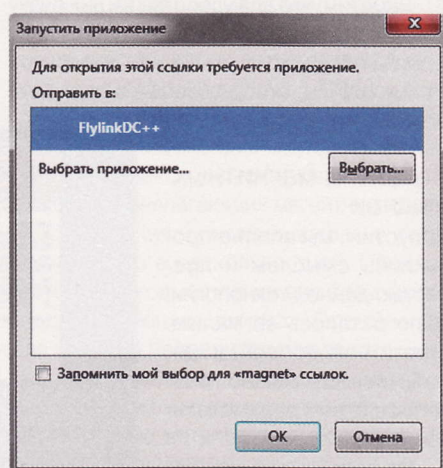 Запустить приложение
Для открытия этой ссылки требуется приложение.
Отправить в:
FlylinkDC++
Выбрать приложение...
Выбрать...
Запомнить мой выбор для «magnet» ссылок.
ОК
Отмена